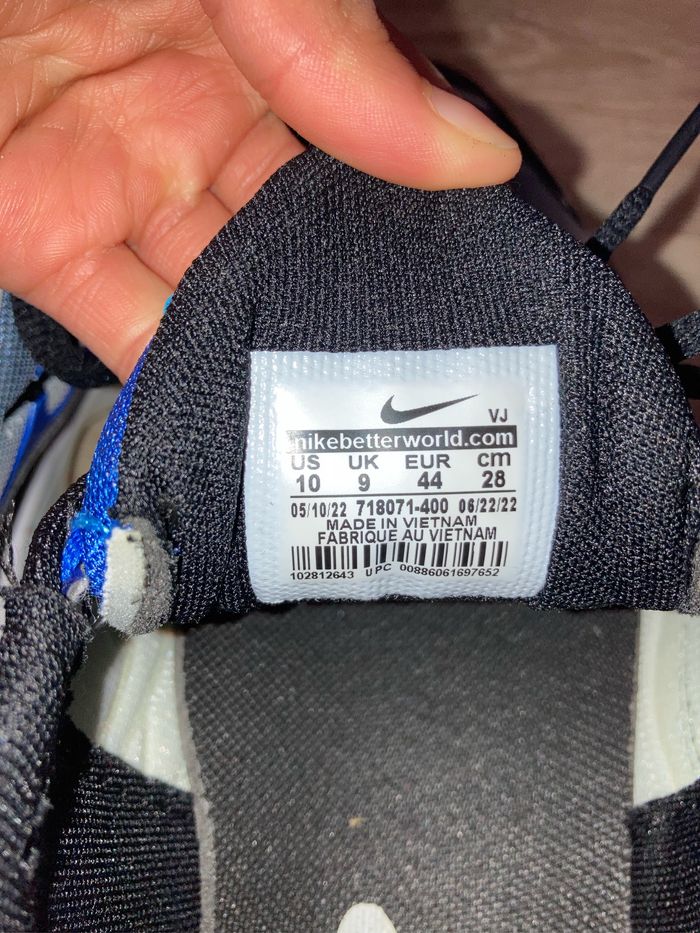 VJ
nikebetterworld.com
US UK EUR cm
10 9 44 28
05/10/22 718071-400 06/22/22
MADE IN VIETNAM
FABRIQUE AU VIETNAM
102812643 UPC 00886061697652